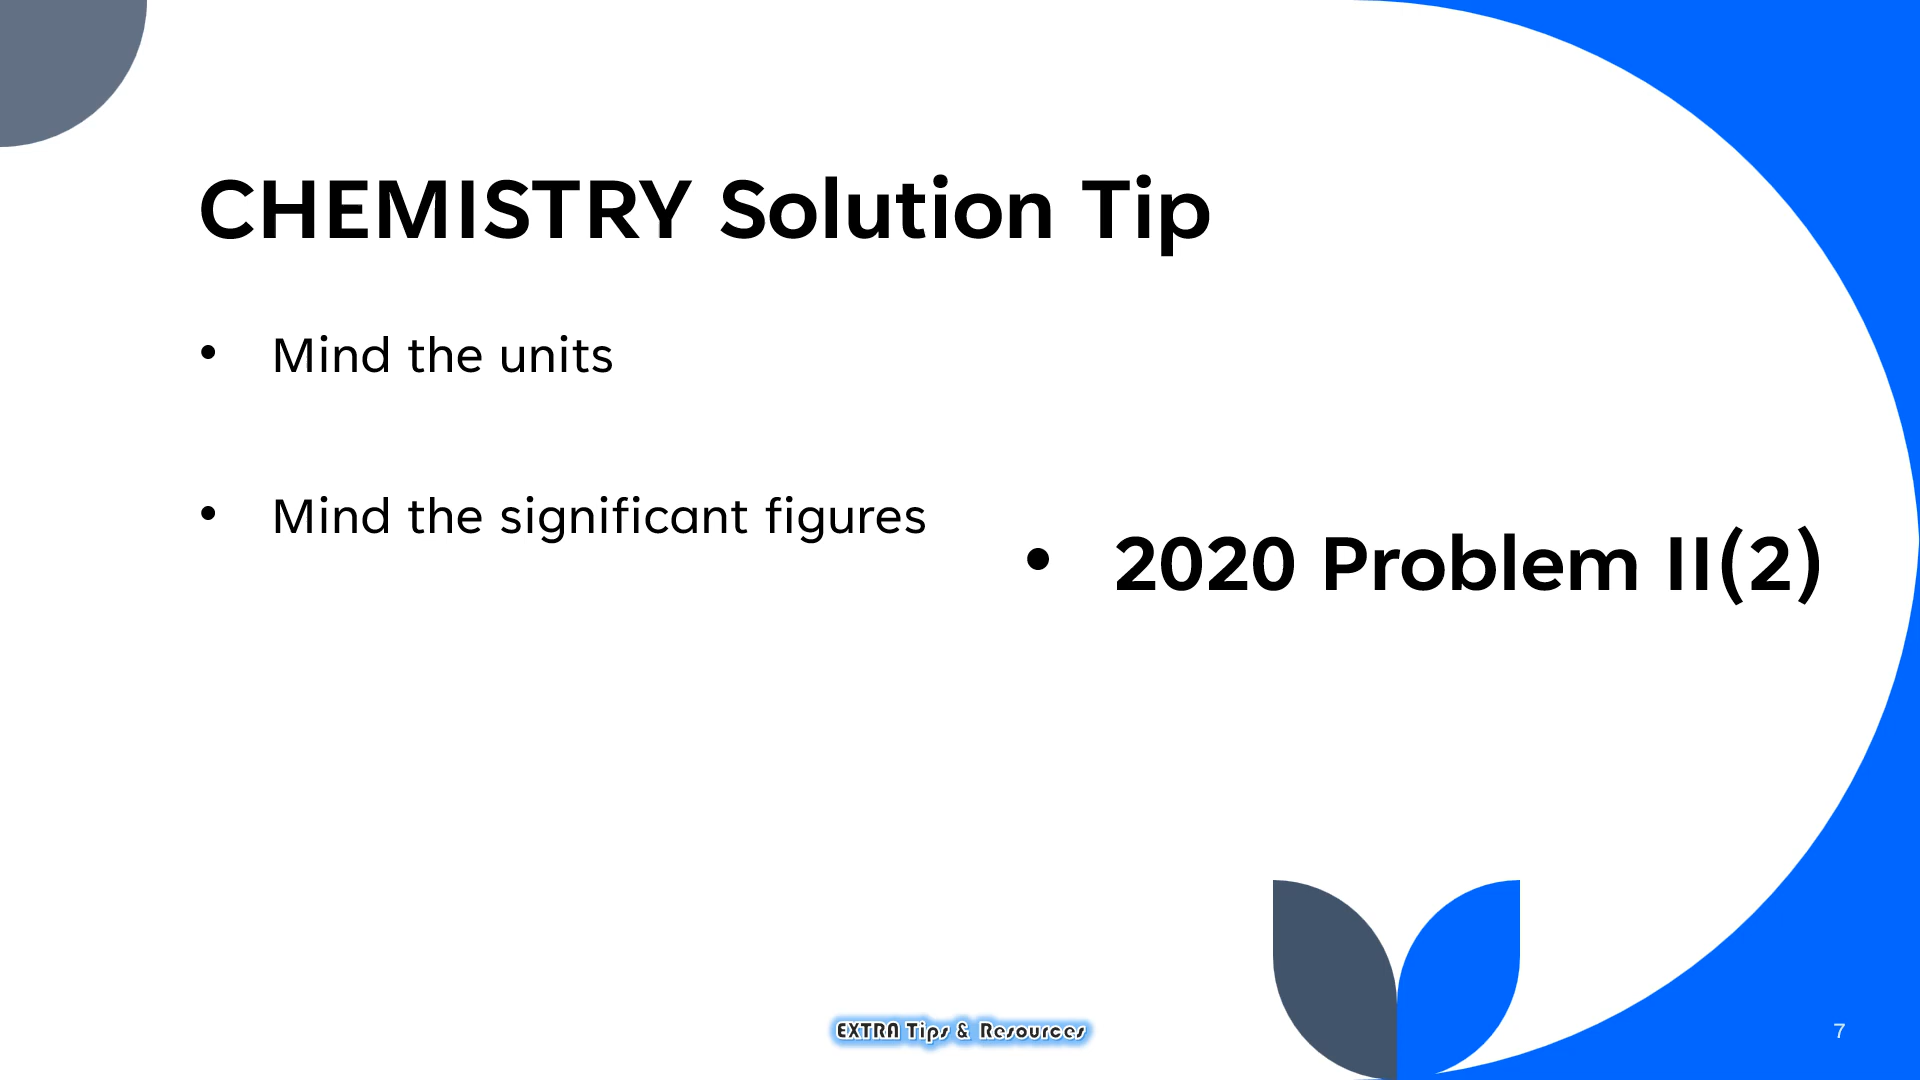 CHEMISTRY Solution Tip
• Mind the units
• Mind the significant figures
• 2020 Problem II(2)
EXTRA Tips & Resources
7